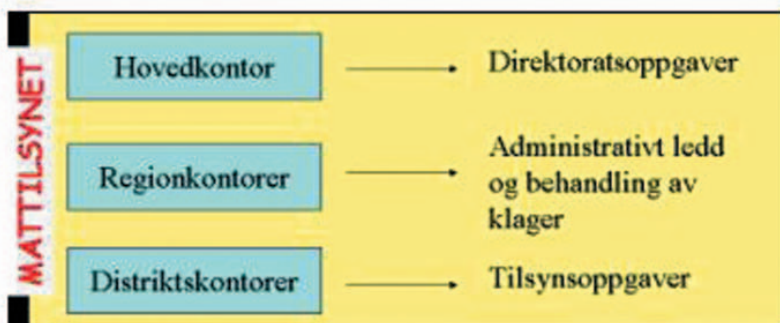 MATTILSYNET
Hovedkontor
Direktoratsoppgaver
Regionkontorer
Administrativt ledd
og behandling av
klager
Distriktskontorer
Tilsynsoppgaver